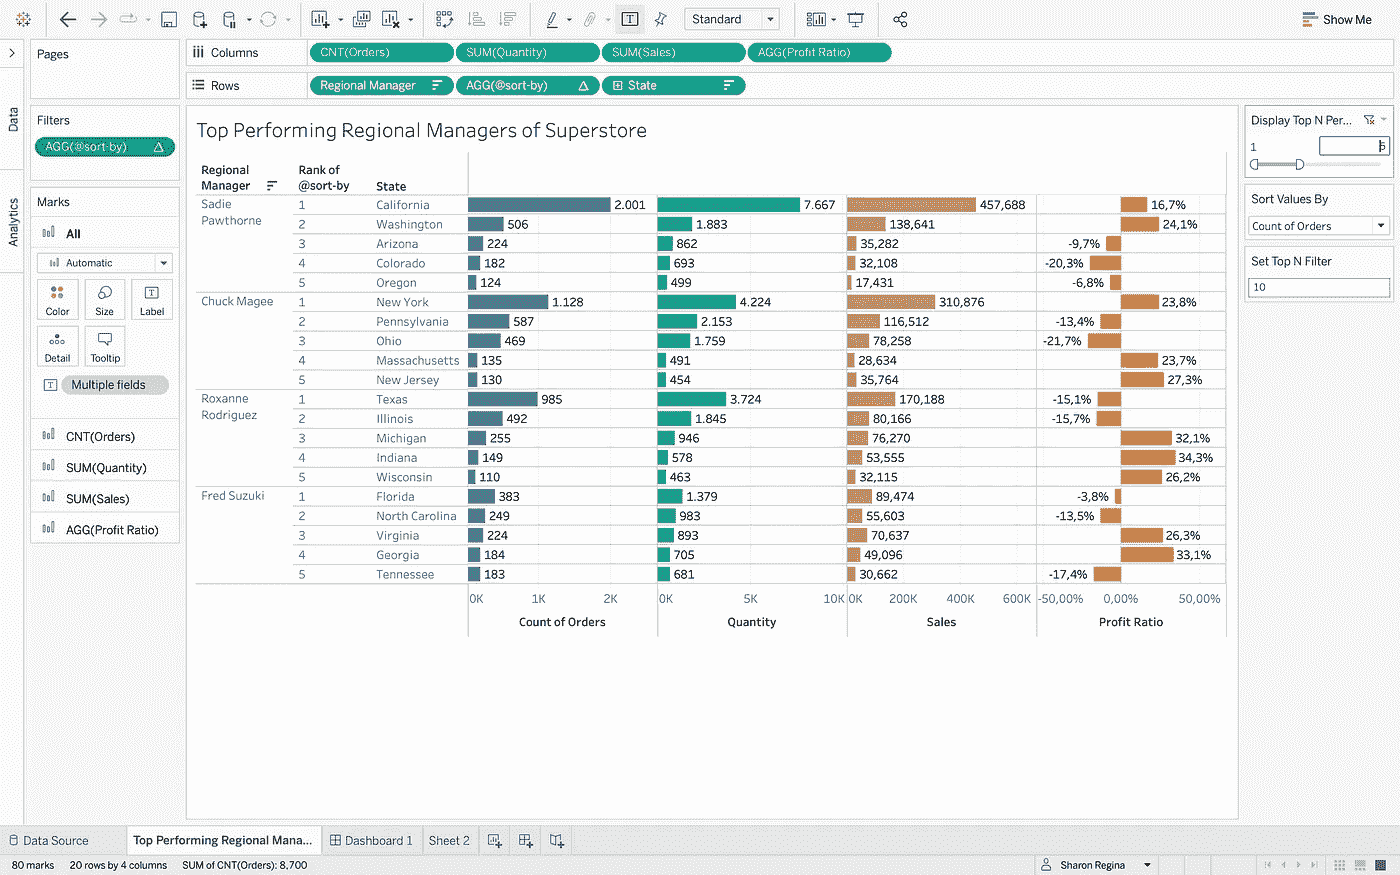 Standard
Show Me
Data
Analytics
Pages
Columns
CNT(Orders) SUM(Quantity) SUM(Sales) AGG(Profit Ratio)
Rows
Regional Manager AGG(@sort-by) State
Filters
AGG(@sort-by)
Marks
All
Automatic
Color Size Label
Detail Tooltip
Multiple fields
CNT(Orders)
SUM(Quantity)
SUM(Sales)
AGG(Profit Ratio)
Top Performing Regional Managers of Superstore
Regional Manager Rank of @sort-by State
Sadie Pawthorne 1 California 2.001 7.667 457,688 16,7%
2 Washington 506 1.883 138,641 24,1%
3 Arizona 224 862 35,282 -9,7%
4 Colorado 182 693 32,108 -20,3%
5 Oregon 124 499 17,431 -6,8%
Chuck Magee 1 New York 1.128 4.224 310,876 23,8%
2 Pennsylvania 587 2.153 116,512 -13,4%
3 Ohio 469 1.759 78,258 -21,7%
4 Massachusetts 135 491 28,634 23,7%
5 New Jersey 130 454 35,764 27,3%
Roxanne Rodriguez 1 Texas 985 3.724 170,188 -15,1%
2 Illinois 492 1.845 80,166 -15,7%
3 Michigan 255 946 76,270 32,1%
4 Indiana 149 578 53,555 34,3%
5 Wisconsin 110 463 32,115 26,2%
Fred Suzuki 1 Florida 383 1.379 89,474 -3,8%
2 North Carolina 249 983 55,603 -13,5%
3 Virginia 224 893 70,637 26,3%
4 Georgia 184 705 49,096 33,1%
5 Tennessee 183 681 30,662 -17,4%
0K 1K 2K 0K 5K 10K 0K 200K 400K 600K -50,00% 0,00% 50,00%
Count of Orders Quantity Sales Profit Ratio
Display Top N Per...
1 5
Sort Values By
Count of Orders
Set Top N Filter
10
Data Source Top Performing Regional Mana... Dashboard 1 Sheet 2
80 marks 20 rows by 4 columns SUM of CNT(Orders): 8,700 Sharon Regina